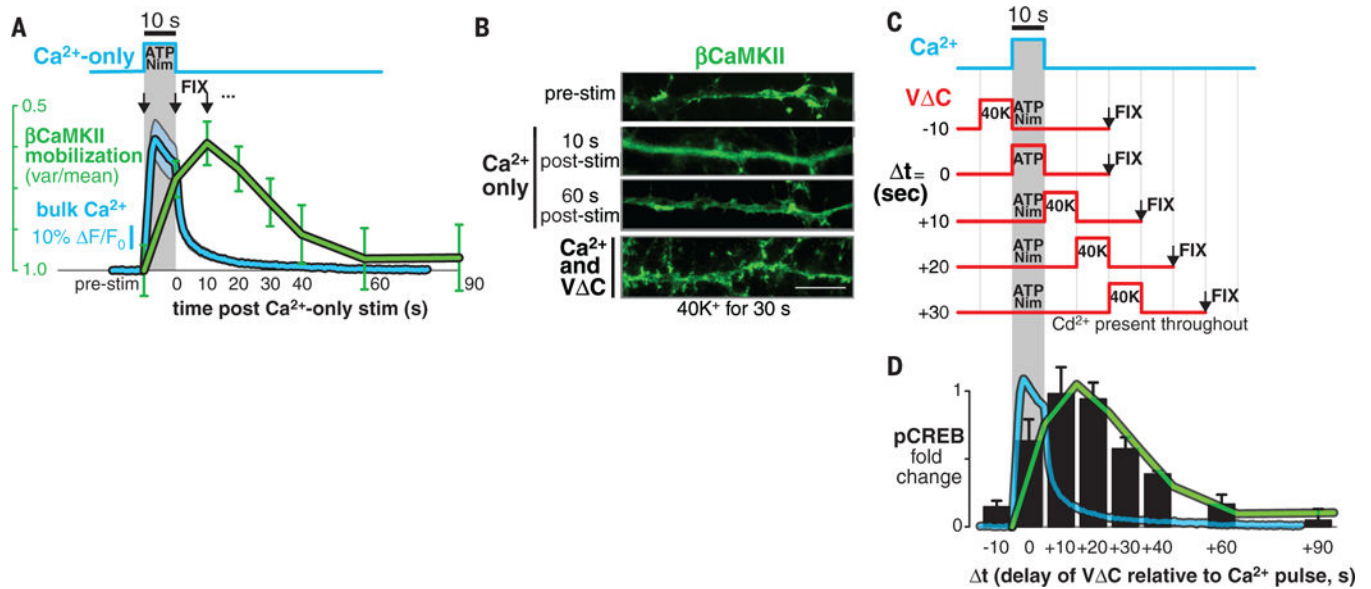 A
10 s
Ca²⁺-only
ATP
Nim
FIX ...
0.5
βCaMKII
mobilization
(var/mean)
bulk Ca²⁺
10% ΔF/F₀
1.0
pre-stim 0 10 20 30 40 60 90
time post Ca²⁺-only stim (s)
B
βCaMKII
pre-stim
Ca²⁺
only
10 s
post-stim
60 s
post-stim
Ca²⁺
and
VΔC
40K⁺ for 30 s
C
10 s
Ca²⁺
VΔC
-10
40K
ATP
Nim
FIX
Δt =
(sec)
0
ATP
FIX
+10
ATP
Nim
40K
FIX
+20
ATP
Nim
40K
FIX
+30
ATP
Nim
40K
FIX
Cd²⁺ present throughout
D
1
pCREB
fold
change
0
-10 0 +10 +20 +30 +40 +60 +90
Δt (delay of VΔC relative to Ca²⁺ pulse, s)